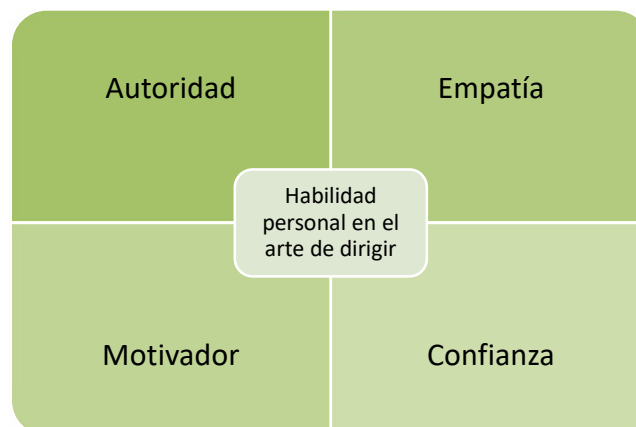 Autoridad
Empatía
Habilidad
personal en el
arte de dirigir
Motivador
Confianza